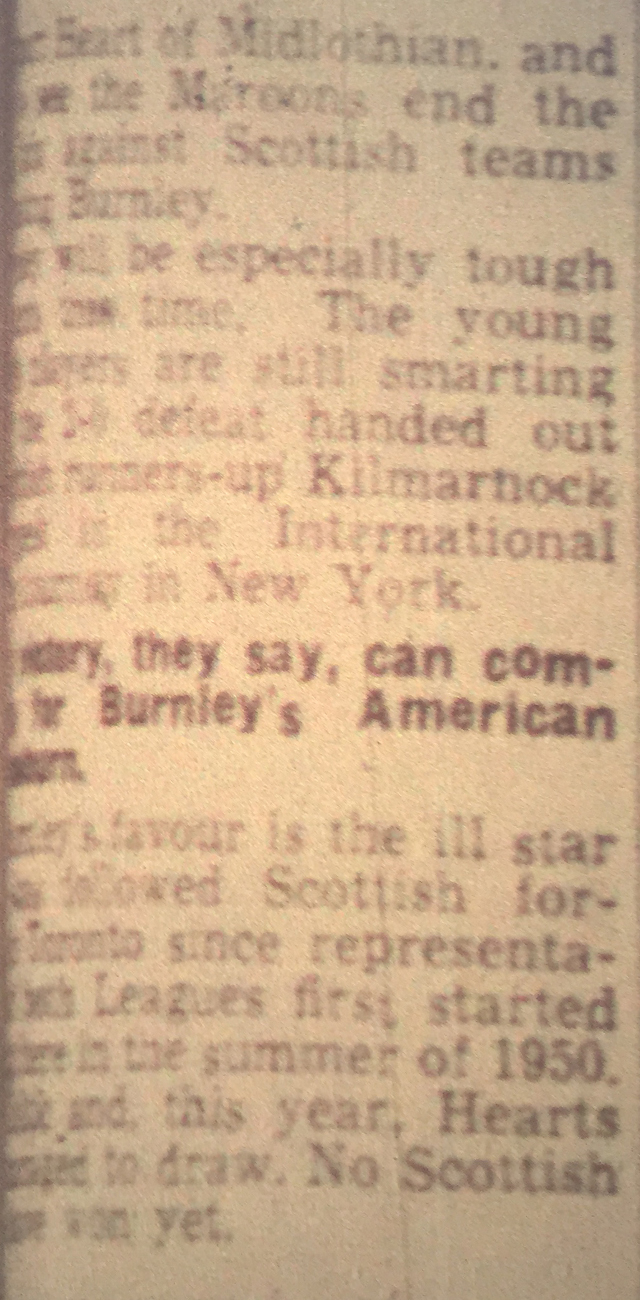 Heart of Midlothian. and
the Maroons end the
against Scottish teams
Burnley.
will be especially tough
time. The young
are still smarting
defeat handed out
runners-up Kilmarnock
in the International
in New York.
they say, can com-
for Burnley's American
favour is the ill star
followed Scottish for-
Toronto since representa-
Leagues first started
in the summer of 1950.
and, this year, Hearts
to draw. No Scottish
won yet.